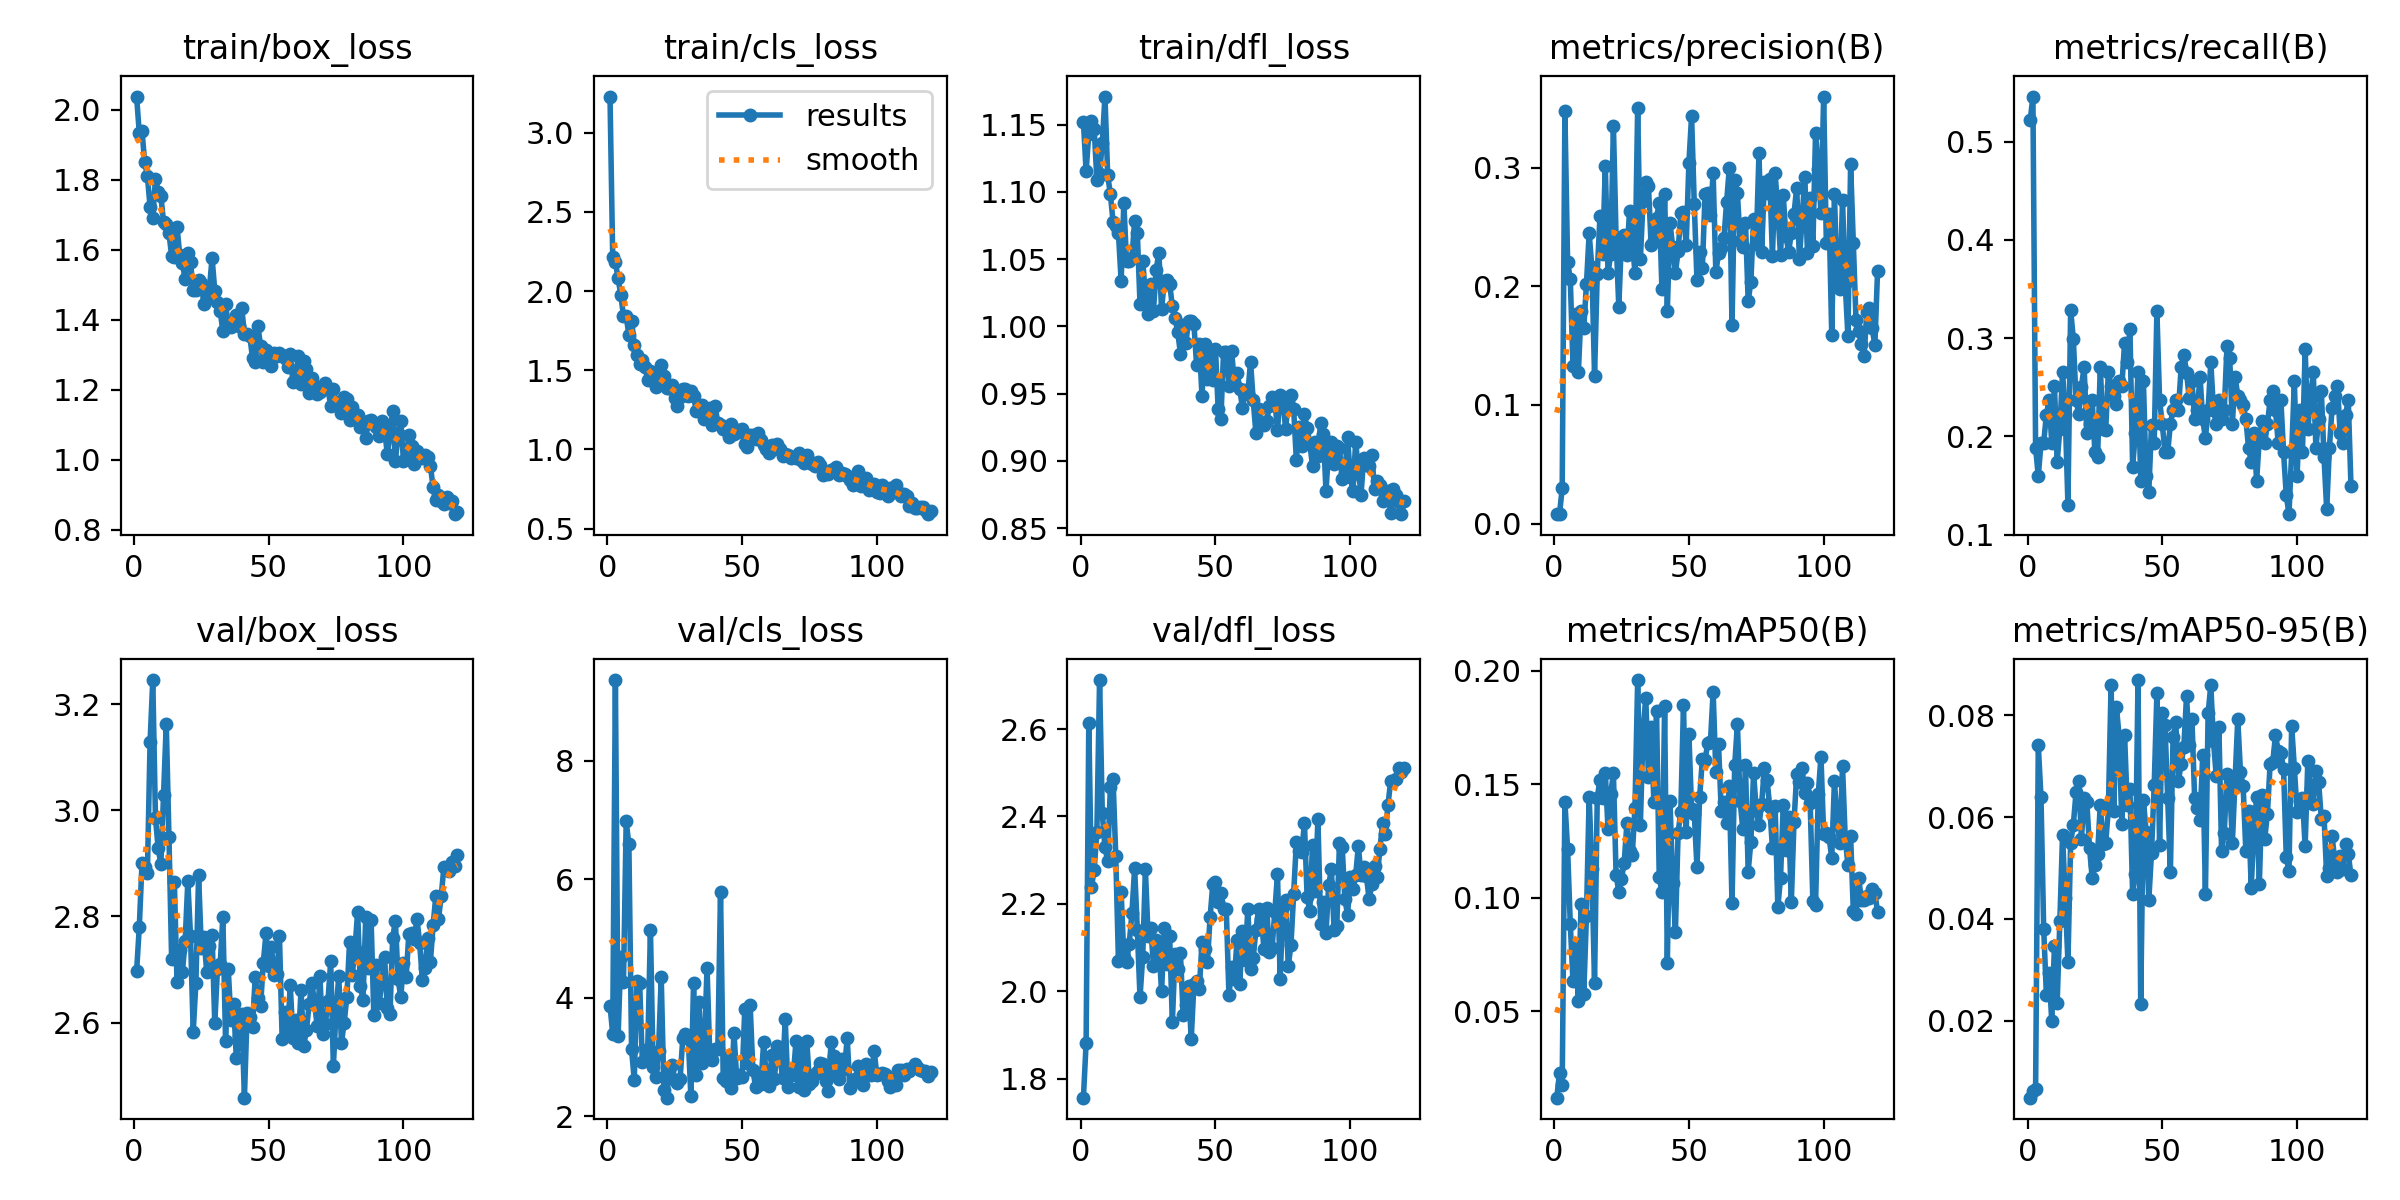 train/box_loss
2.0
1.8
1.6
1.4
1.2
1.0
0.8
0 50 100
train/cls_loss
results
smooth
3.0
2.5
2.0
1.5
1.0
0.5
0 50 100
train/dfl_loss
1.15
1.10
1.05
1.00
0.95
0.90
0.85
0 50 100
metrics/precision(B)
0.3
0.2
0.1
0.0
0 50 100
metrics/recall(B)
0.5
0.4
0.3
0.2
0.1
0 50 100
val/box_loss
3.2
3.0
2.8
2.6
0 50 100
val/cls_loss
8
6
4
2
0 50 100
val/dfl_loss
2.6
2.4
2.2
2.0
1.8
0 50 100
metrics/mAP50(B)
0.20
0.15
0.10
0.05
0 50 100
metrics/mAP50-95(B)
0.08
0.06
0.04
0.02
0 50 100